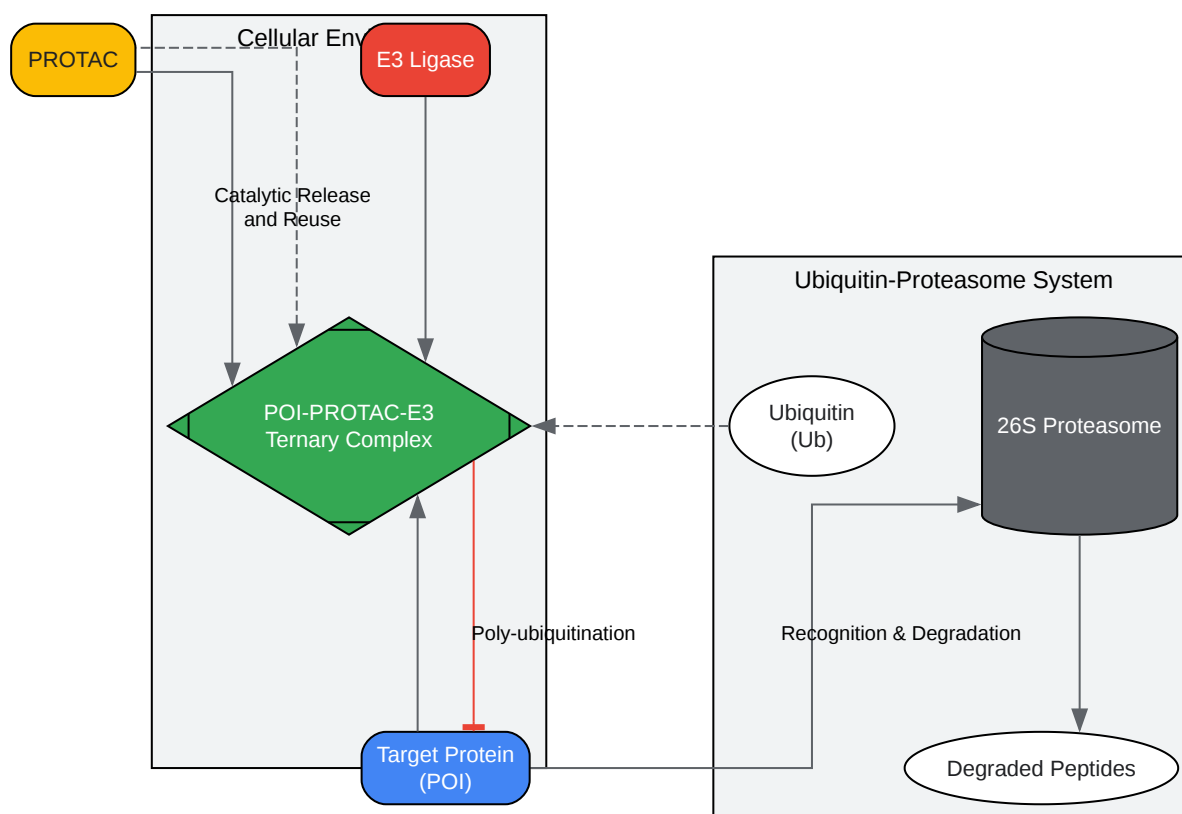 Cellular Env
PROTAC
E3 Ligase
Catalytic Release
and Reuse
Ubiquitin-Proteasome System
POI-PROTAC-E3
Ternary Complex
Ubiquitin
(Ub)
26S Proteasome
Poly-ubiquitination
Recognition & Degradation
Target Protein
(POI)
Degraded Peptides